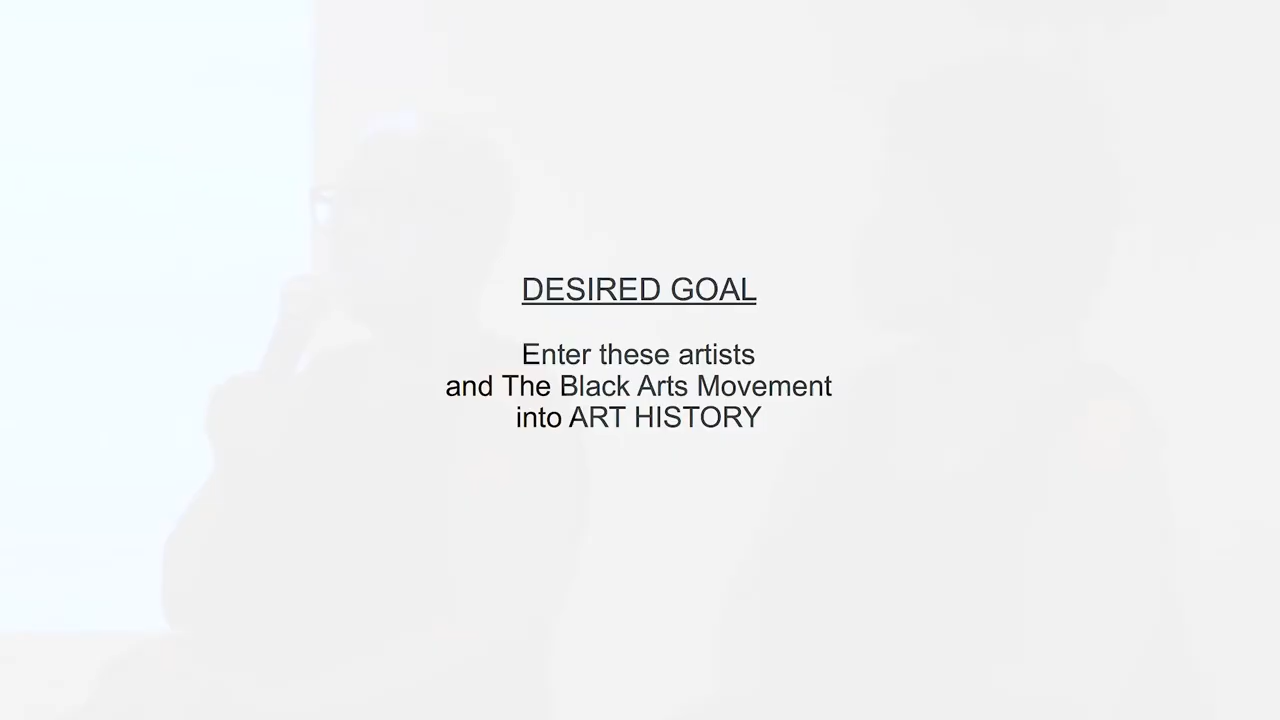 DESIRED GOAL
Enter these artists
and The Black Arts Movement
into ART HISTORY